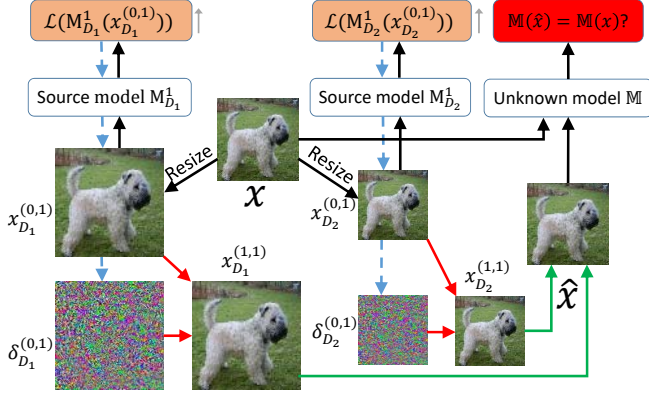 ℒ(M¹_{D₁}(x^{(0,1)}_{D₁}))
ℒ(M¹_{D₂}(x^{(0,1)}_{D₂}))
𝕄(x̂) = 𝕄(x)?
Source model M¹_{D₁}
Source model M¹_{D₂}
Unknown model 𝕄
Resize
Resize
x
x^{(0,1)}_{D₁}
x^{(0,1)}_{D₂}
x^{(1,1)}_{D₁}
x^{(1,1)}_{D₂}
x̂
δ^{(0,1)}_{D₁}
δ^{(0,1)}_{D₂}